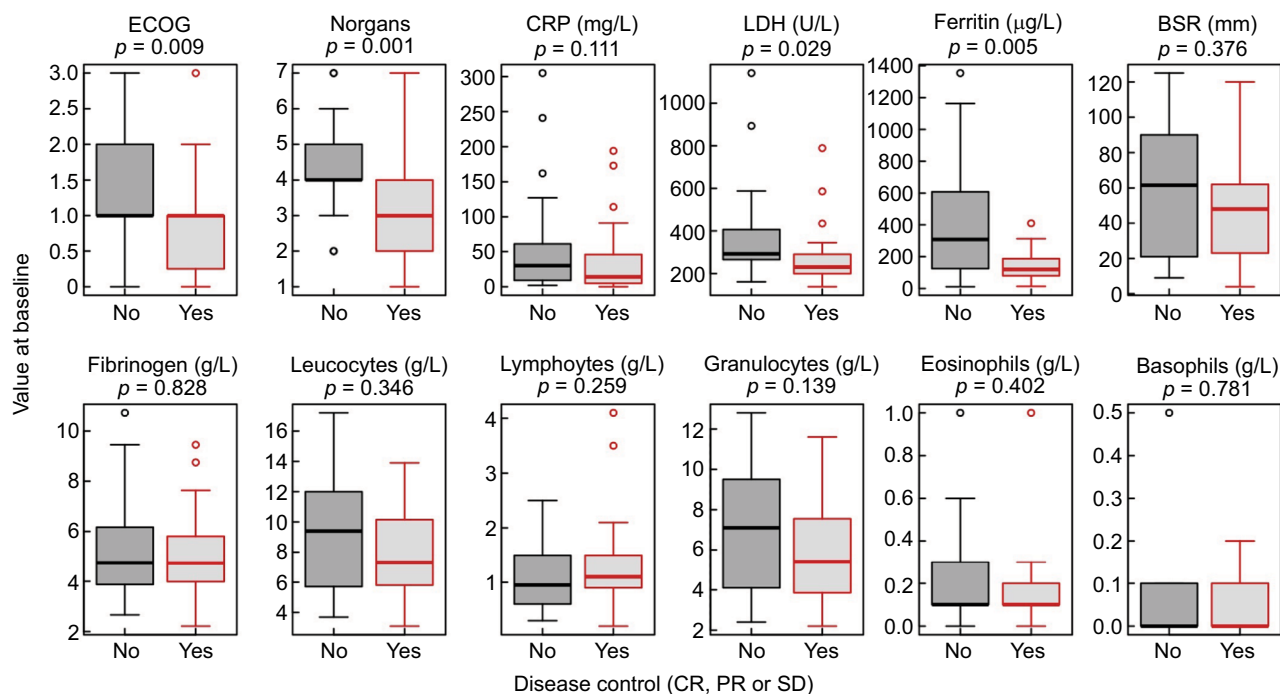 Value at baseline
ECOG
p = 0.009
3.0
2.5
2.0
1.5
1.0
0.5
0
No Yes
Norgans
p = 0.001
7
6
5
4
3
2
1
No Yes
CRP (mg/L)
p = 0.111
300
250
200
150
100
50
0
No Yes
LDH (U/L)
p = 0.029
1000
800
600
400
200
No Yes
Ferritin (μg/L)
p = 0.005
1400
1200
1000
800
600
400
200
0
No Yes
BSR (mm)
p = 0.376
120
100
80
60
40
20
0
No Yes
Fibrinogen (g/L)
p = 0.828
10
8
6
4
2
No Yes
Leucocytes (g/L)
p = 0.346
16
14
12
10
8
6
4
No Yes
Lymphoytes (g/L)
p = 0.259
4
3
2
1
No Yes
Granulocytes (g/L)
p = 0.139
12
10
8
6
4
2
No Yes
Eosinophils (g/L)
p = 0.402
1.0
0.8
0.6
0.4
0.2
0.0
No Yes
Basophils (g/L)
p = 0.781
0.5
0.4
0.3
0.2
0.1
0.0
No Yes
Disease control (CR, PR or SD)